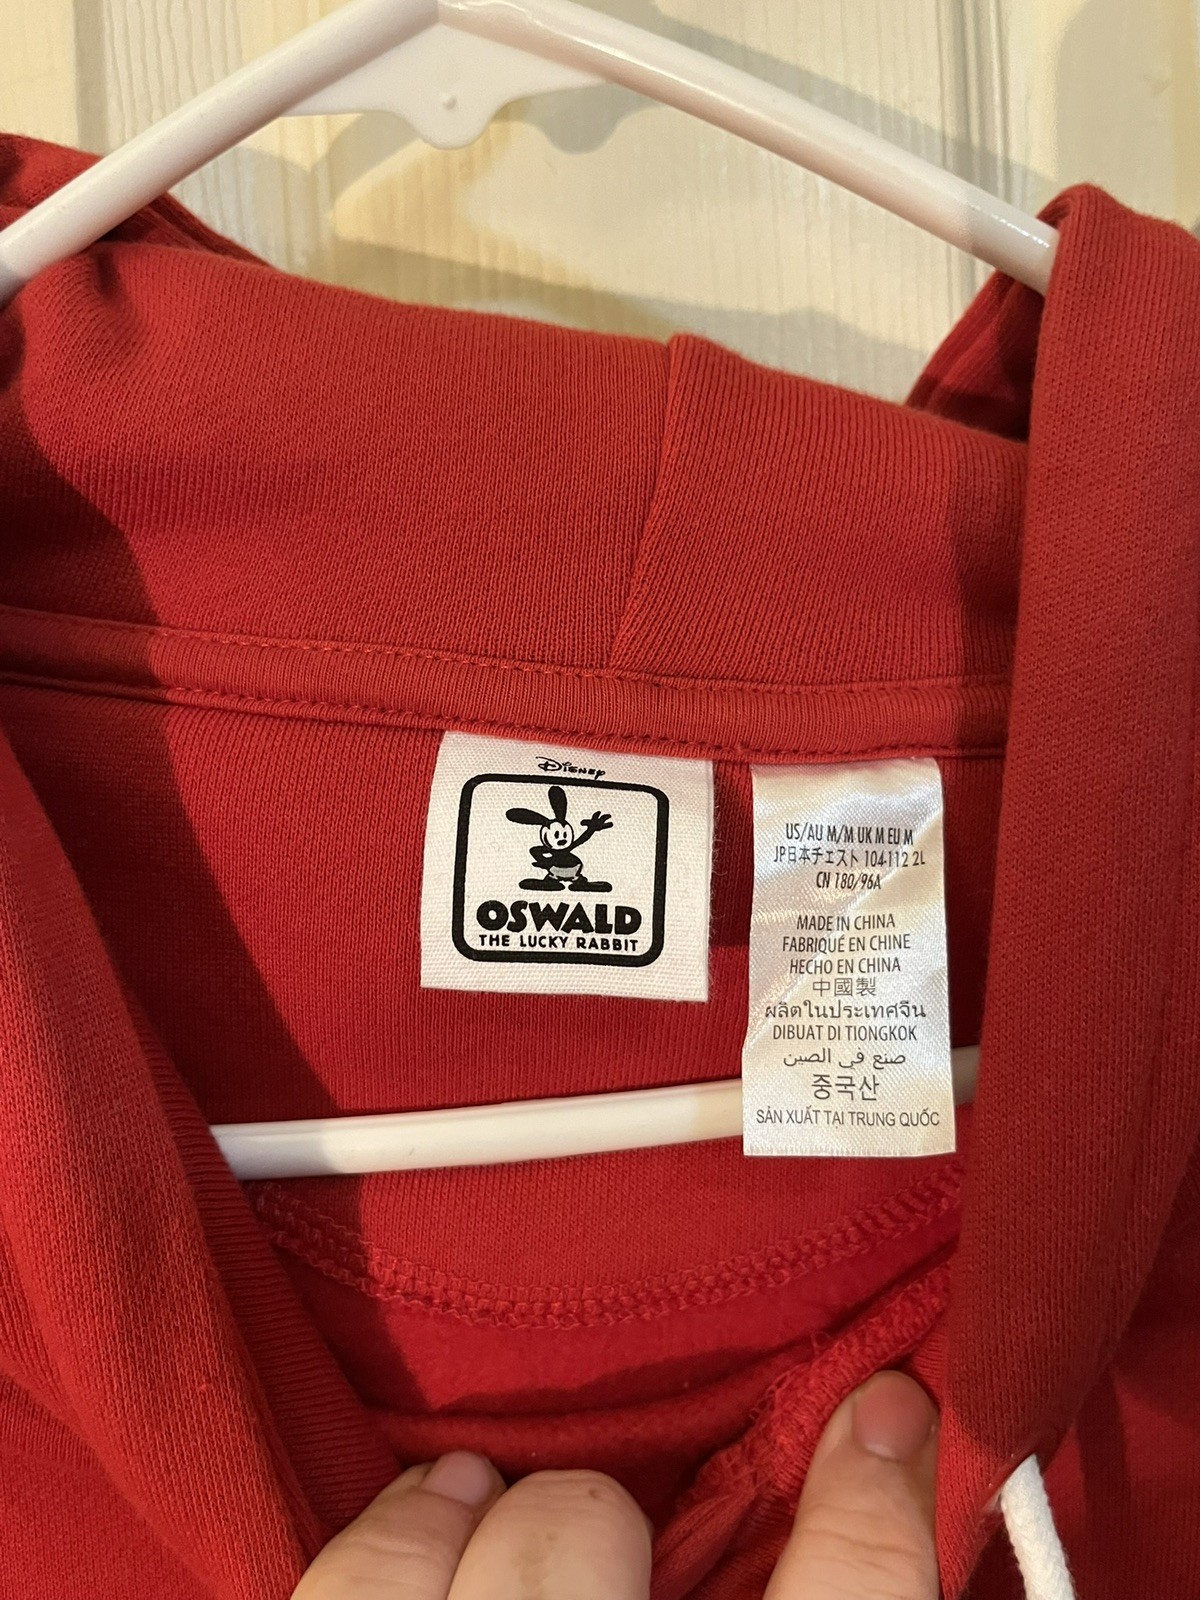 Disney
OSWALD
THE LUCKY RABBIT
US/AU M/M UK M EU M
JP日本チェスト 104-112 2L
CN 180/96A
MADE IN CHINA
FABRIQUÉ EN CHINE
HECHO EN CHINA
中國製
ผลิตในประเทศจีน
DIBUAT DI TIONGKOK
صنع في الصين
중국산
SẢN XUẤT TẠI TRUNG QUỐC